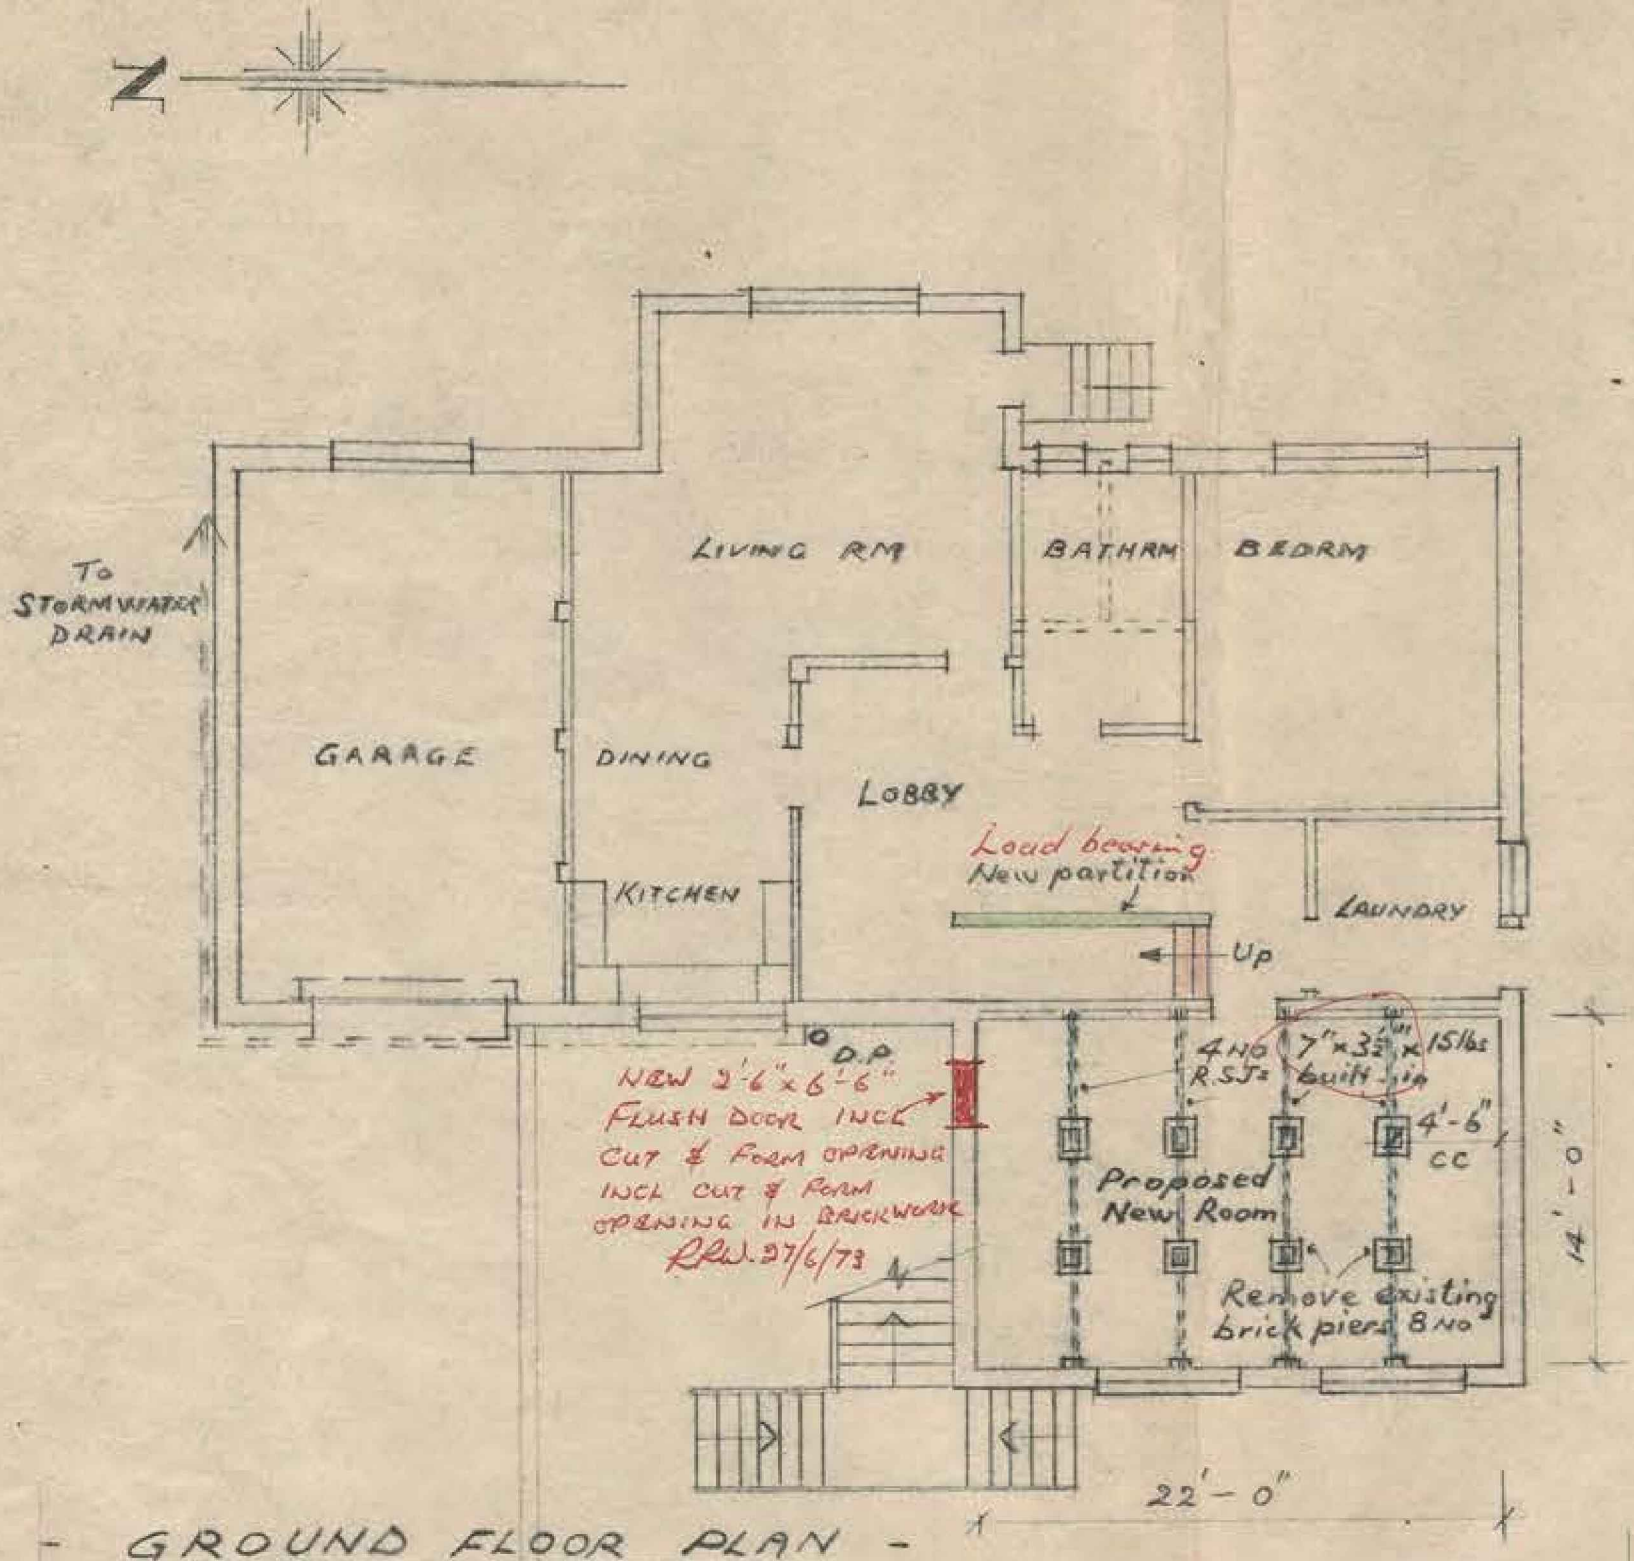 N
LIVING RM
BATHRM
BEDRM
To
STORMWATER
DRAIN
GARAGE
DINING
LOBBY
Load bearing
New partition
KITCHEN
LAUNDRY
Up
D.P.
4 NO 7" x 3½" x 15lbs
R.S.Js built-in
NEW 2'-6" x 6'-6"
FLUSH DOOR INCL
CUT & FORM OPENING
INCL CUT & FORM
OPENING IN BRICKWORK
RRW. 27/6/73
4'-6"
CC
Proposed
New Room
14'-0"
Remove existing
brick piers 8 NO
22'-0"
- GROUND FLOOR PLAN -